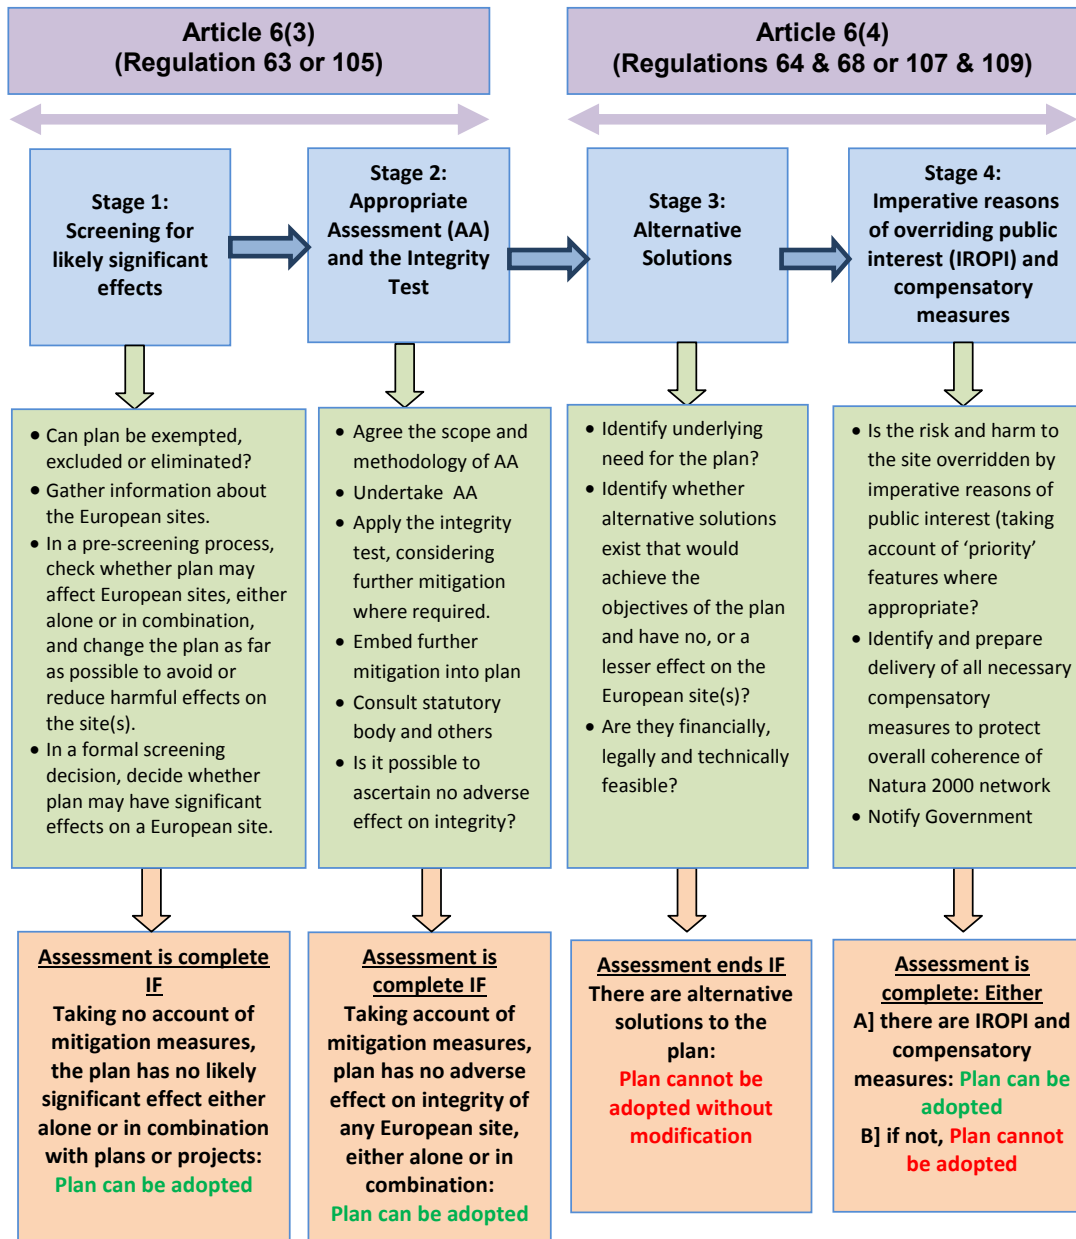 Article 6(3)
(Regulation 63 or 105)
Article 6(4)
(Regulations 64 & 68 or 107 & 109)
Stage 1:
Screening for
likely significant
effects
Stage 2:
Appropriate
Assessment (AA)
and the Integrity
Test
Stage 3:
Alternative
Solutions
Stage 4:
Imperative reasons
of overriding public
interest (IROPI) and
compensatory
measures
• Can plan be exempted,
excluded or eliminated?
• Gather information about
the European sites.
• In a pre-screening process,
check whether plan may
affect European sites, either
alone or in combination,
and change the plan as far
as possible to avoid or
reduce harmful effects on
the site(s).
• In a formal screening
decision, decide whether
plan may have significant
effects on a European site.
• Agree the scope and
methodology of AA
• Undertake AA
• Apply the integrity
test, considering
further mitigation
where required.
• Embed further
mitigation into plan
• Consult statutory
body and others
• Is it possible to
ascertain no adverse
effect on integrity?
• Identify underlying
need for the plan?
• Identify whether
alternative solutions
exist that would
achieve the
objectives of the plan
and have no, or a
lesser effect on the
European site(s)?
• Are they financially,
legally and technically
feasible?
• Is the risk and harm to
the site overridden by
imperative reasons of
public interest (taking
account of ‘priority’
features where
appropriate?
• Identify and prepare
delivery of all necessary
compensatory
measures to protect
overall coherence of
Natura 2000 network
• Notify Government
Assessment is complete
IF
Taking no account of
mitigation measures,
the plan has no likely
significant effect either
alone or in combination
with plans or projects:
Plan can be adopted
Assessment is
complete IF
Taking account of
mitigation measures,
plan has no adverse
effect on integrity of
any European site,
either alone or in
combination:
Plan can be adopted
Assessment ends IF
There are alternative
solutions to the
plan:
Plan cannot be
adopted without
modification
Assessment is
complete: Either
A] there are IROPI and
compensatory
measures: Plan can be
adopted
B] if not, Plan cannot
be adopted